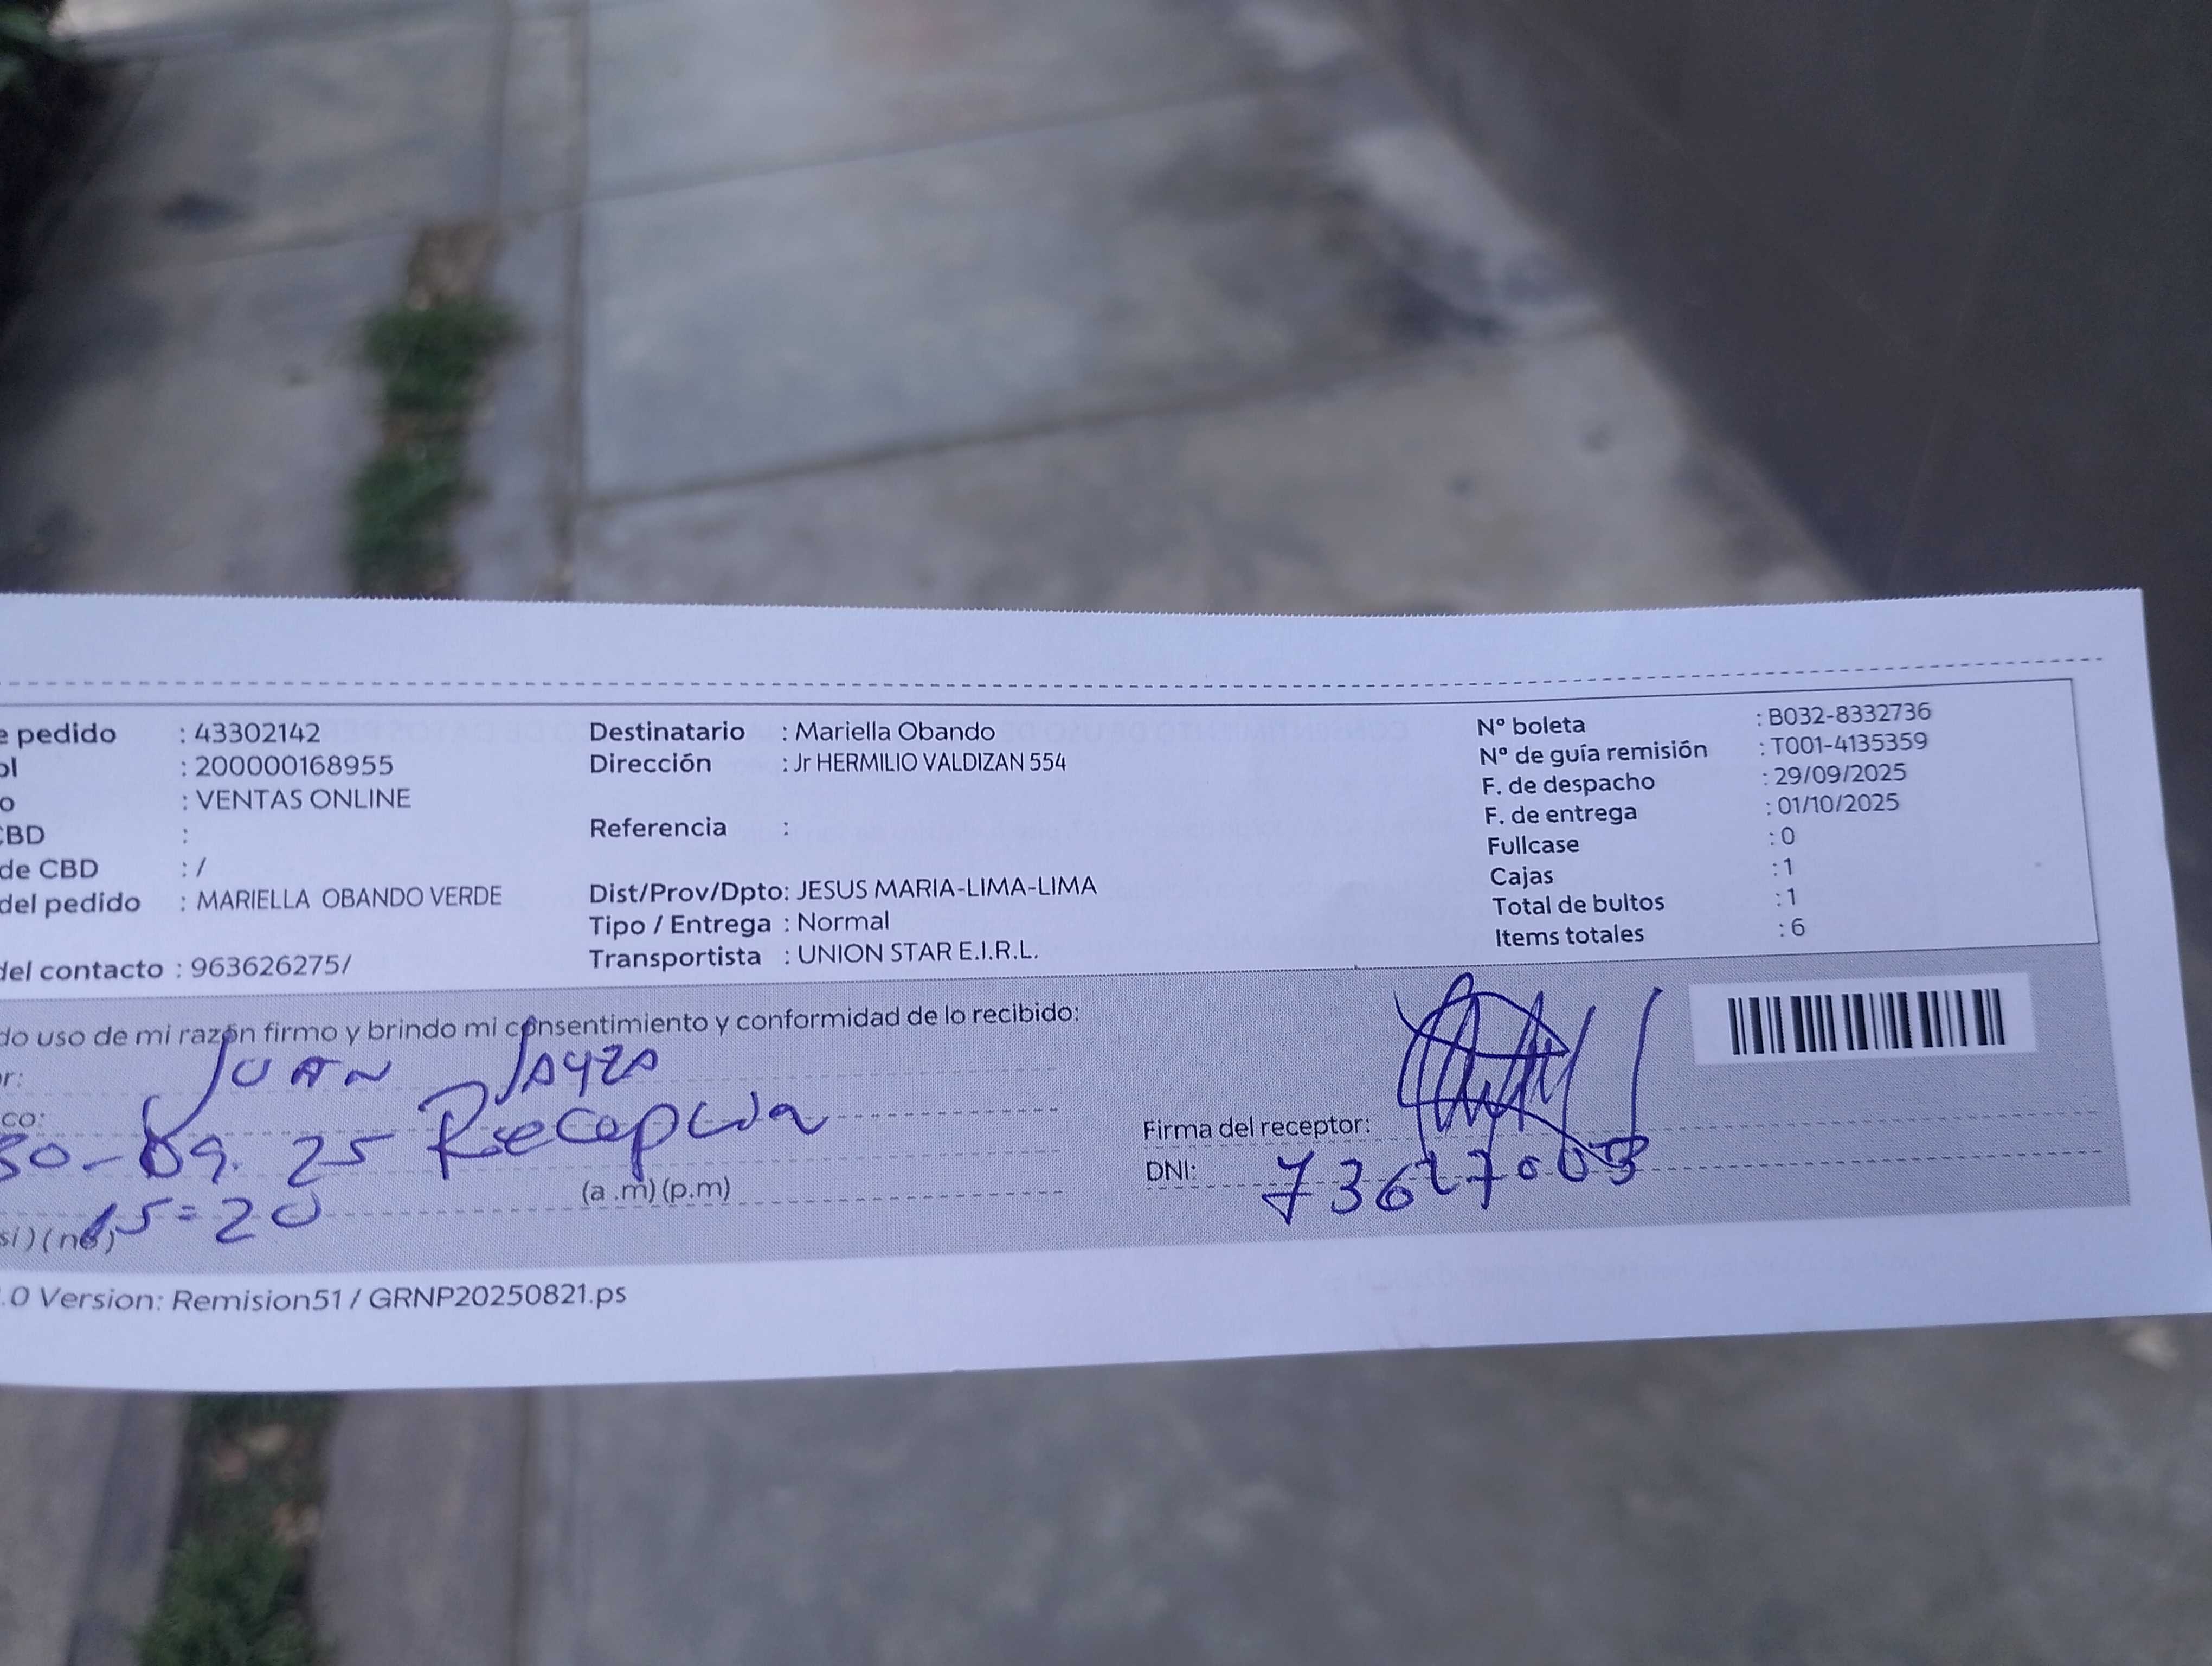 e pedido : 43302142
ol : 200000168955
o : VENTAS ONLINE
CBD :
de CBD : /
del pedido : MARIELLA OBANDO VERDE
del contacto : 963626275/
Destinatario : Mariella Obando
Dirección : Jr HERMILIO VALDIZAN 554
Referencia :
Dist/Prov/Dpto: JESUS MARIA-LIMA-LIMA
Tipo / Entrega : Normal
Transportista : UNION STAR E.I.R.L.
Nº boleta : B032-8332736
Nº de guía remisión : T001-4135359
F. de despacho : 29/09/2025
F. de entrega : 01/10/2025
Fullcase : 0
Cajas : 1
Total de bultos : 1
Items totales : 6
do uso de mi razón firmo y brindo mi consentimiento y conformidad de lo recibido:
r: JUAN
co:
30-09.25 Recepción
15=20 (a .m) (p.m)
si) (no)
Firma del receptor:
DNI:
.0 Version: Remision51 / GRNP20250821.ps